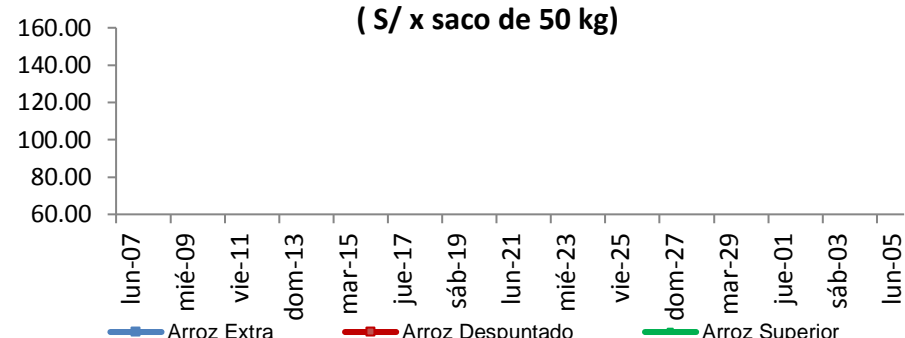 ( S/ x saco de 50 kg)
160.00
140.00
120.00
100.00
80.00
60.00
lun-07
mié-09
vie-11
dom-13
mar-15
jue-17
sáb-19
lun-21
mié-23
vie-25
dom-27
mar-29
jue-01
sáb-03
lun-05
Arroz Extra Arroz Despuntado Arroz Superior